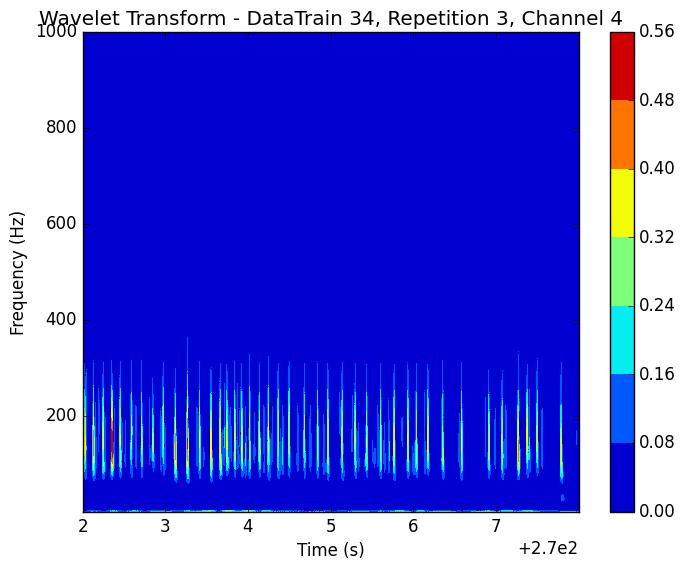 Wavelet Transform - DataTrain 34, Repetition 3, Channel 4
1000
800
600
400
200
Frequency (Hz)
2 3 4 5 6 7
+2.7e2
Time (s)
0.56
0.48
0.40
0.32
0.24
0.16
0.08
0.00